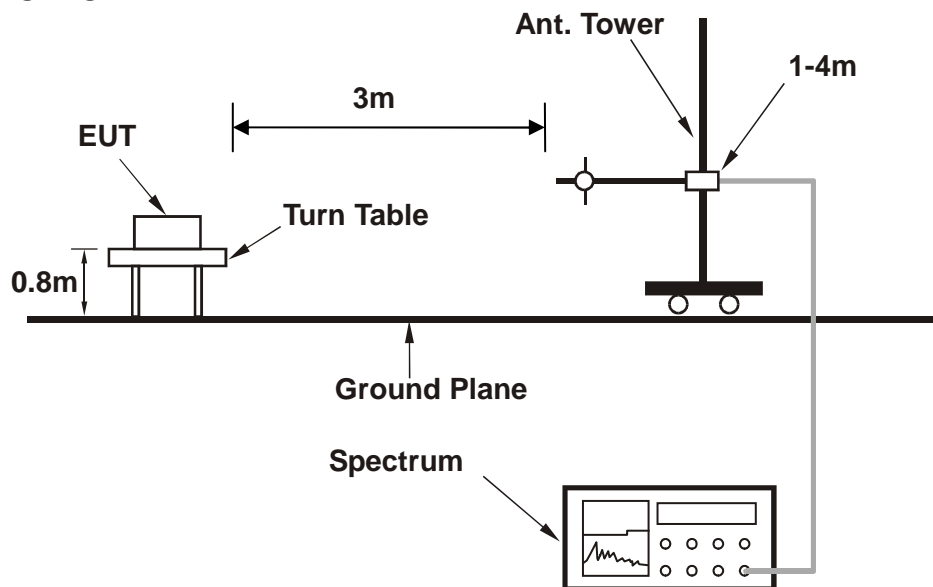 Ant. Tower
1-4m
3m
EUT
Turn Table
0.8m
Ground Plane
Spectrum